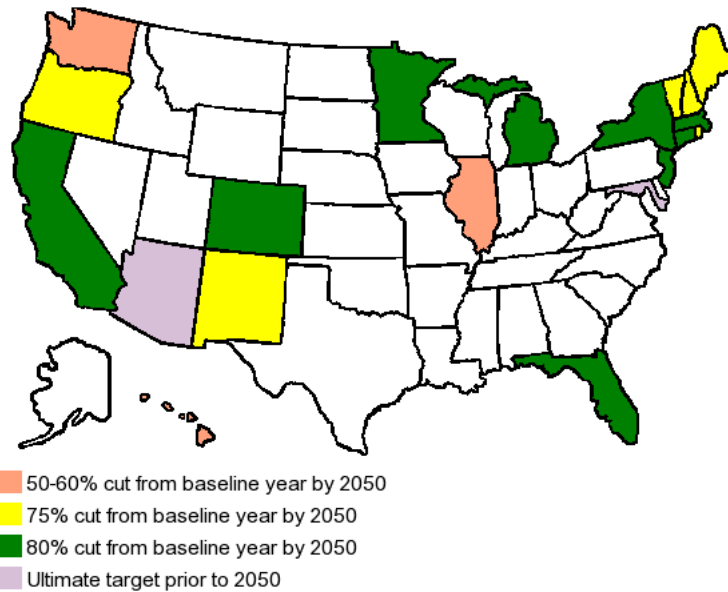 50-60% cut from baseline year by 2050
75% cut from baseline year by 2050
80% cut from baseline year by 2050
Ultimate target prior to 2050